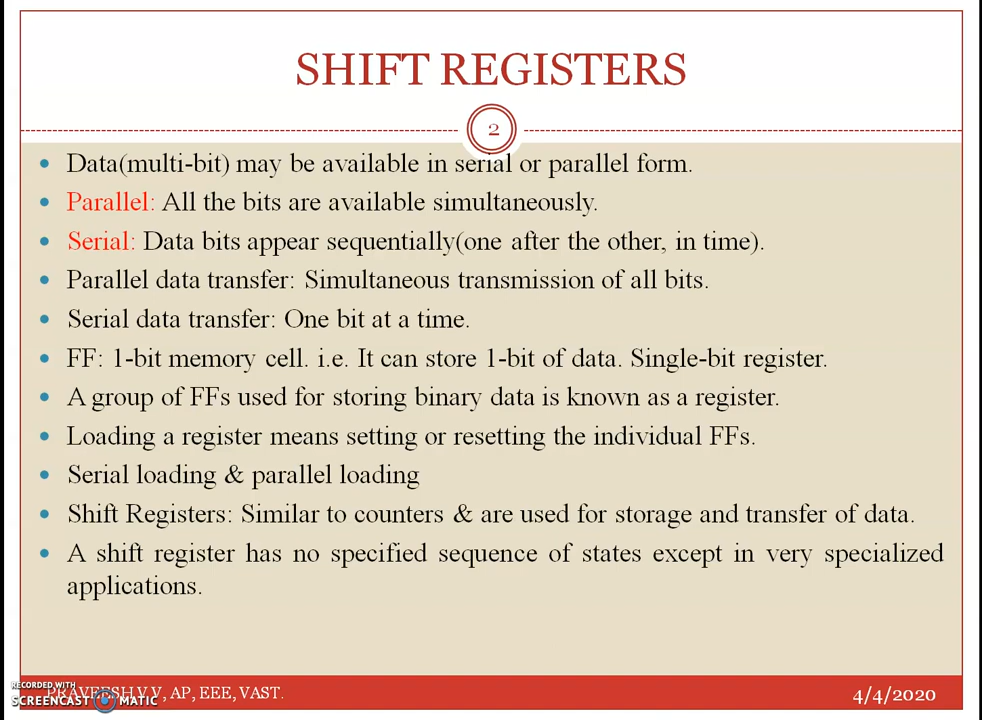 SHIFT REGISTERS
2
Data(multi-bit) may be available in serial or parallel form.
Parallel: All the bits are available simultaneously.
Serial: Data bits appear sequentially(one after the other, in time).
Parallel data transfer: Simultaneous transmission of all bits.
Serial data transfer: One bit at a time.
FF: 1-bit memory cell. i.e. It can store 1-bit of data. Single-bit register.
A group of FFs used for storing binary data is known as a register.
Loading a register means setting or resetting the individual FFs.
Serial loading & parallel loading
Shift Registers: Similar to counters & are used for storage and transfer of data.
A shift register has no specified sequence of states except in very specialized
applications.
RECORDED WITH
PRAVEESH.V.V, AP, EEE, VAST.
SCREENCAST MATIC
4/4/2020